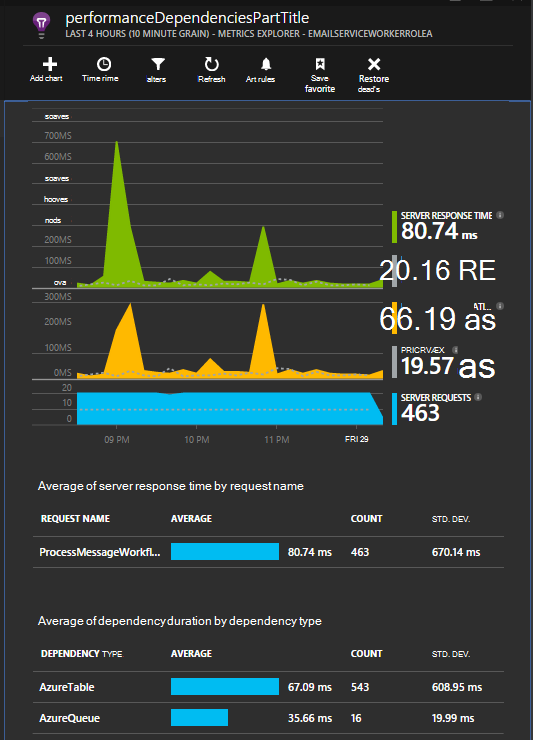 performanceDependenciesPartTitle
LAST 4 HOURS (10 MINUTE GRAIN) - METRICS EXPLORER - EMAILSERVICEWORKERROLEA
Add chart
Time rime
alters
Refresh
Art rules
Save
favorite
Restore
dead's
soaves
700MS
600MS
soaves
hooves
nods
200MS
100MS
ova
SERVER RESPONSE TIME
80.74 ms
20.16 RE
300MS
200MS
100MS
0MS
ATL..
66.19 as
PRICRVÆX
19.57 as
20
10
0
SERVER REQUESTS
463
09 PM
10 PM
11 PM
FRI 29
Average of server response time by request name
REQUEST NAME AVERAGE COUNT STD. DEV.
ProcessMessageWorkfl... 80.74 ms 463 670.14 ms
Average of dependency duration by dependency type
DEPENDENCY TYPE AVERAGE COUNT STD. DEV.
AzureTable 67.09 ms 543 608.95 ms
AzureQueue 35.66 ms 16 19.99 ms